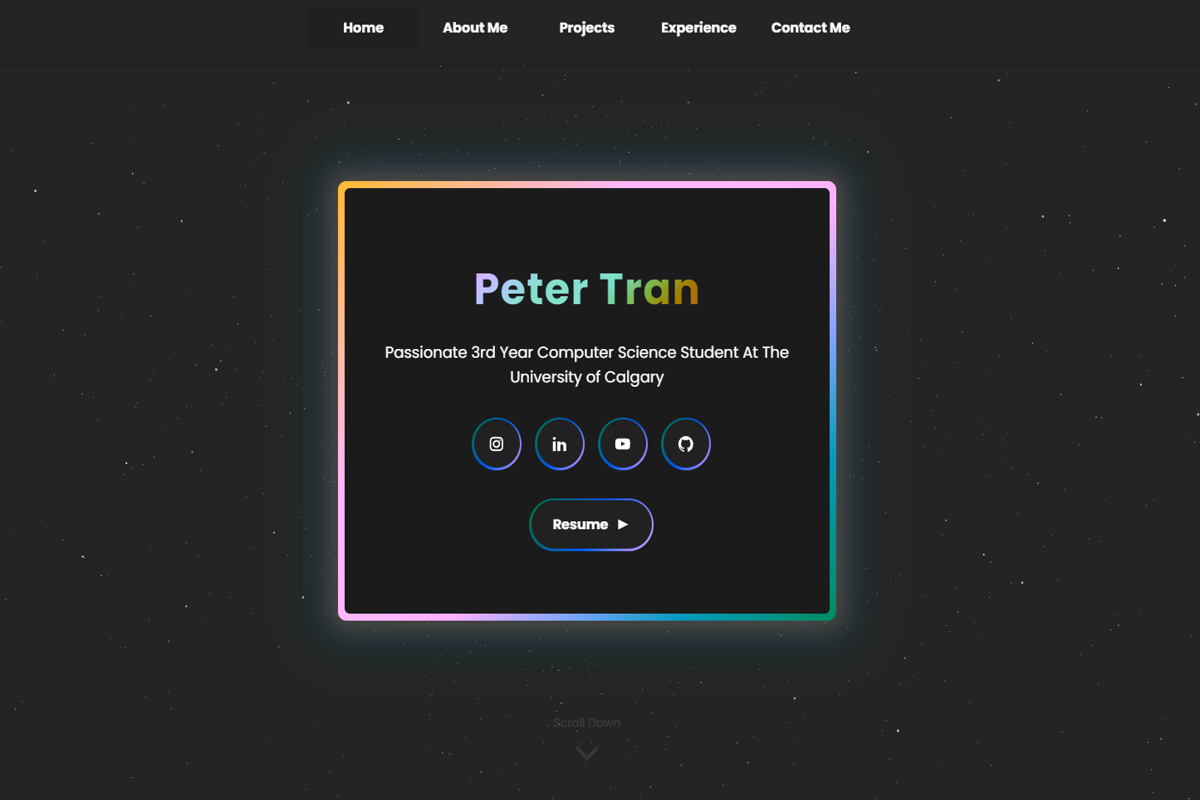 Home About Me Projects Experience Contact Me
Peter Tran
Passionate 3rd Year Computer Science Student At The
University of Calgary
Resume ►
Scroll Down